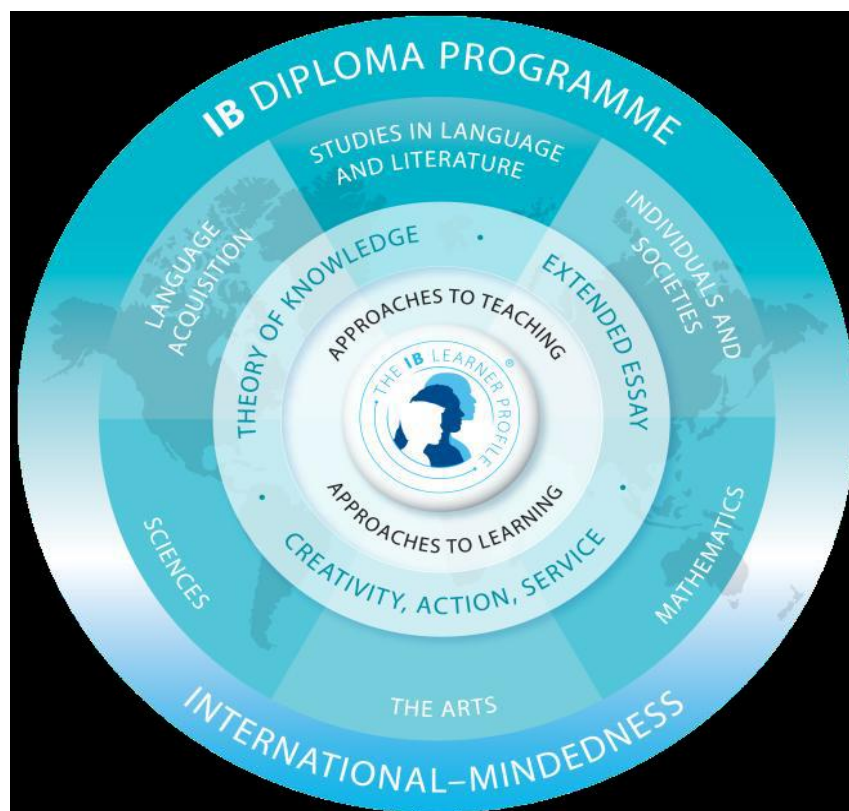 IB DIPLOMA PROGRAMME
STUDIES IN LANGUAGE
AND LITERATURE
LANGUAGE
ACQUISITION
INDIVIDUALS AND
SOCIETIES
THEORY OF KNOWLEDGE
•
EXTENDED ESSAY
•
APPROACHES TO TEACHING
THE IB LEARNER PROFILE®
APPROACHES TO LEARNING
•
CREATIVITY, ACTION, SERVICE
SCIENCES
MATHEMATICS
THE ARTS
INTERNATIONAL–MINDEDNESS